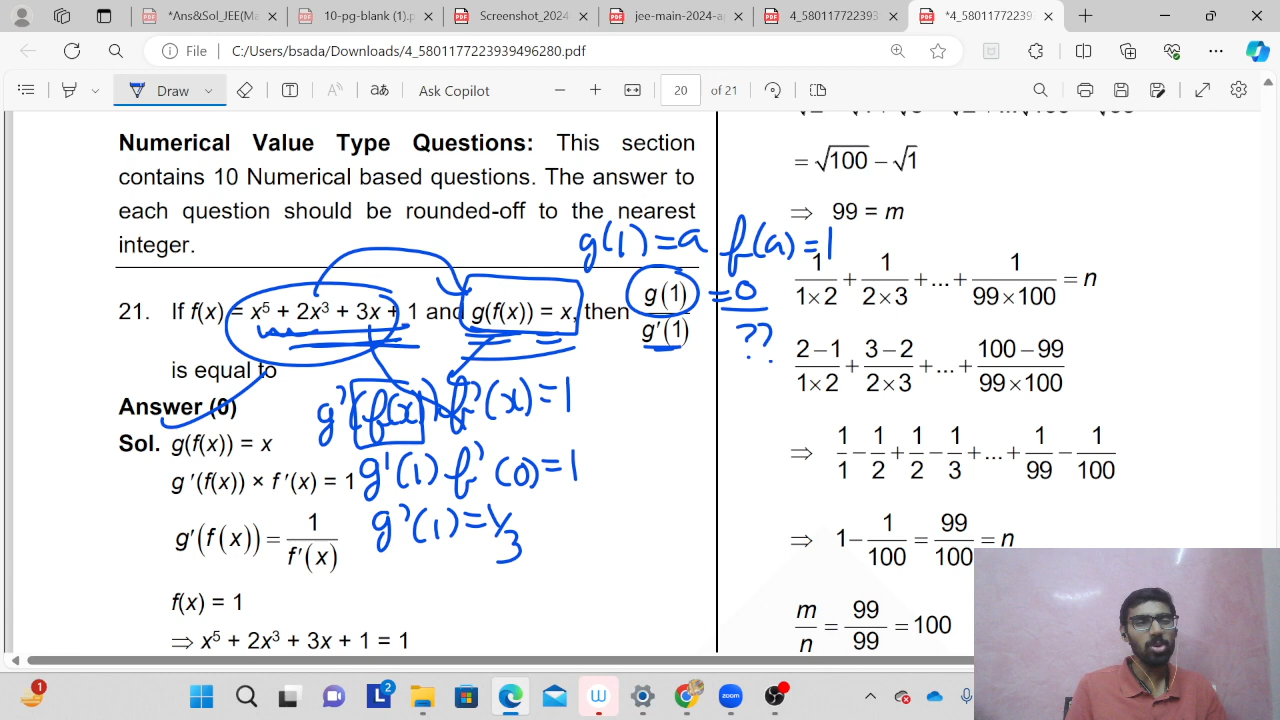 *Ans&Sol_JEE(Ma
10-pg-blank (1).p
Screenshot_2024
jee-main-2024-a
4_580117722393
*4_58011772239
File
C:/Users/bsada/Downloads/4_5801177223939496280.pdf
Draw
aあ
Ask Copilot
20
of 21
Numerical Value Type Questions: This section
contains 10 Numerical based questions. The answer to
each question should be rounded-off to the nearest
integer.
g(1)=a f(a)=1
21. If f(x) = x⁵ + 2x³ + 3x + 1 and g(f(x)) = x, then g(1)/g′(1)
=0
??
is equal to
Answer (0)
g'(f(x)) f'(x)=1
Sol. g(f(x)) = x
g′(f(x)) × f′(x) = 1
g'(1) f'(0)=1
g′(f(x)) = 1/f′(x)
g'(1)=1/3
f(x) = 1
⇒ x⁵ + 2x³ + 3x + 1 = 1
= √100 − √1
⇒ 99 = m
1/(1×2) + 1/(2×3) + ... + 1/(99×100) = n
(2−1)/(1×2) + (3−2)/(2×3) + ... + (100−99)/(99×100)
⇒ 1/1 − 1/2 + 1/2 − 1/3 + ... + 1/99 − 1/100
⇒ 1 − 1/100 = 99/100 = n
m/n = 99/99 = 100
1
2
zoom